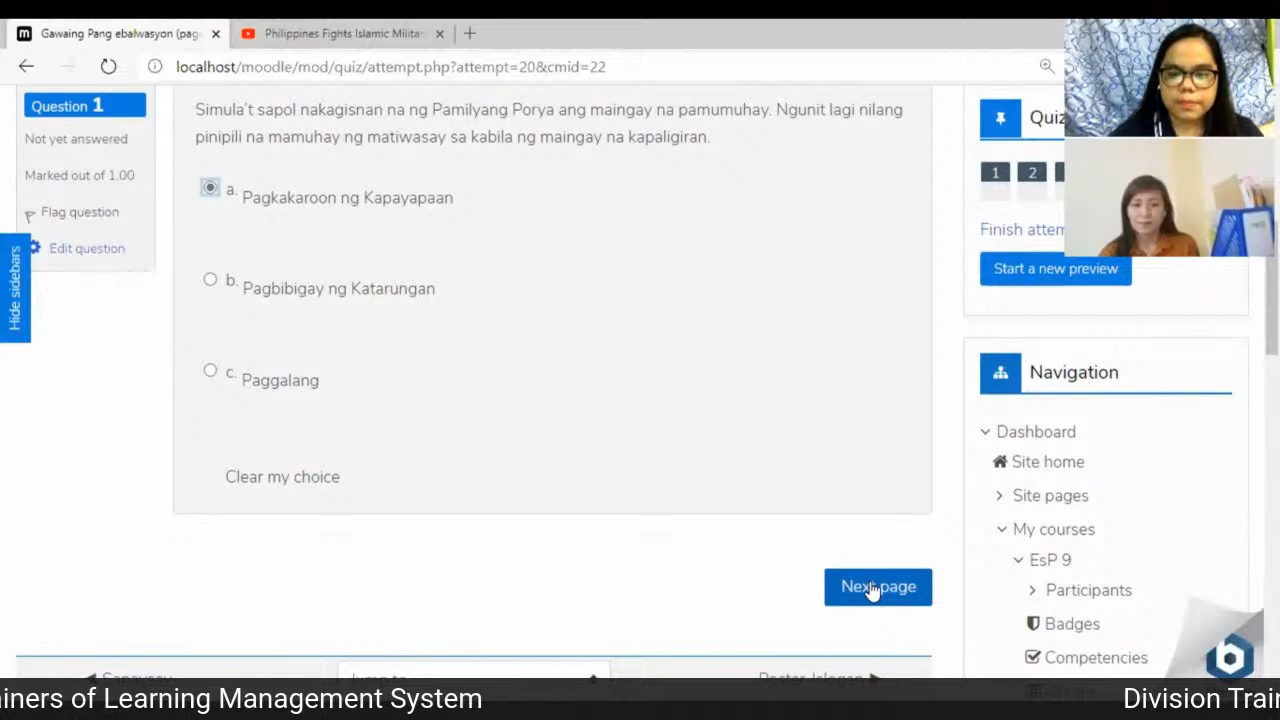 Gawaing Pang ebalwasyon (pag
Philippines Fights Islamic Milita
localhost/moodle/mod/quiz/attempt.php?attempt=20&cmid=22
Question 1
Not yet answered
Marked out of 1.00
Flag question
Edit question
Hide sidebars
Simula't sapol nakagisnan na ng Pamilyang Porya ang maingay na pamumuhay. Ngunit lagi nilang
pinipili na mamuhay ng matiwasay sa kabila ng maingay na kapaligiran.
a. Pagkakaroon ng Kapayapaan
b. Pagbibigay ng Katarungan
c. Paggalang
Clear my choice
Next page
Quiz
1 2
Finish attem
Start a new preview
Navigation
Dashboard
Site home
Site pages
My courses
EsP 9
Participants
Badges
Competencies
ainers of Learning Management System
Division Train